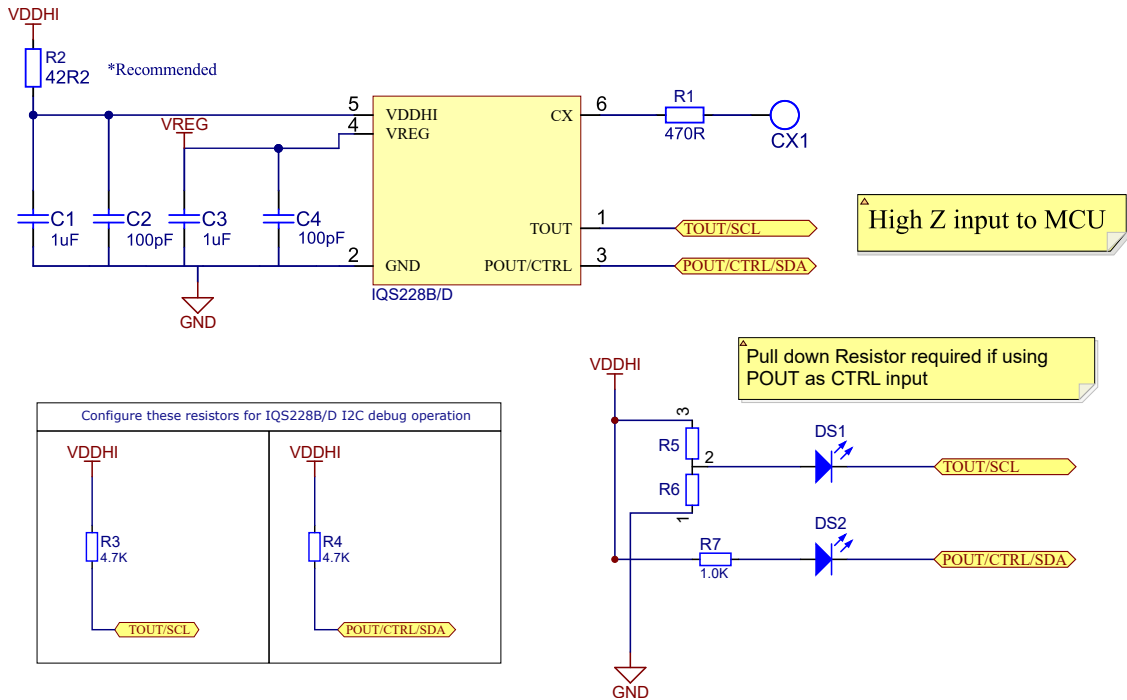 VDDHI
R2
42R2
*Recommended
VREG
5
4
VDDHI
VREG
CX
6
R1
470R
CX1
C1
1uF
C2
100pF
C3
1uF
C4
100pF
TOUT
1
TOUT/SCL
2
GND
POUT/CTRL
3
POUT/CTRL/SDA
IQS228B/D
GND
High Z input to MCU
Pull down Resistor required if using
POUT as CTRL input
Configure these resistors for IQS228B/D I2C debug operation
VDDHI
R3
4.7K
TOUT/SCL
VDDHI
R4
4.7K
POUT/CTRL/SDA
VDDHI
3
R5
2
R6
1
DS1
TOUT/SCL
R7
1.0K
DS2
POUT/CTRL/SDA
GND